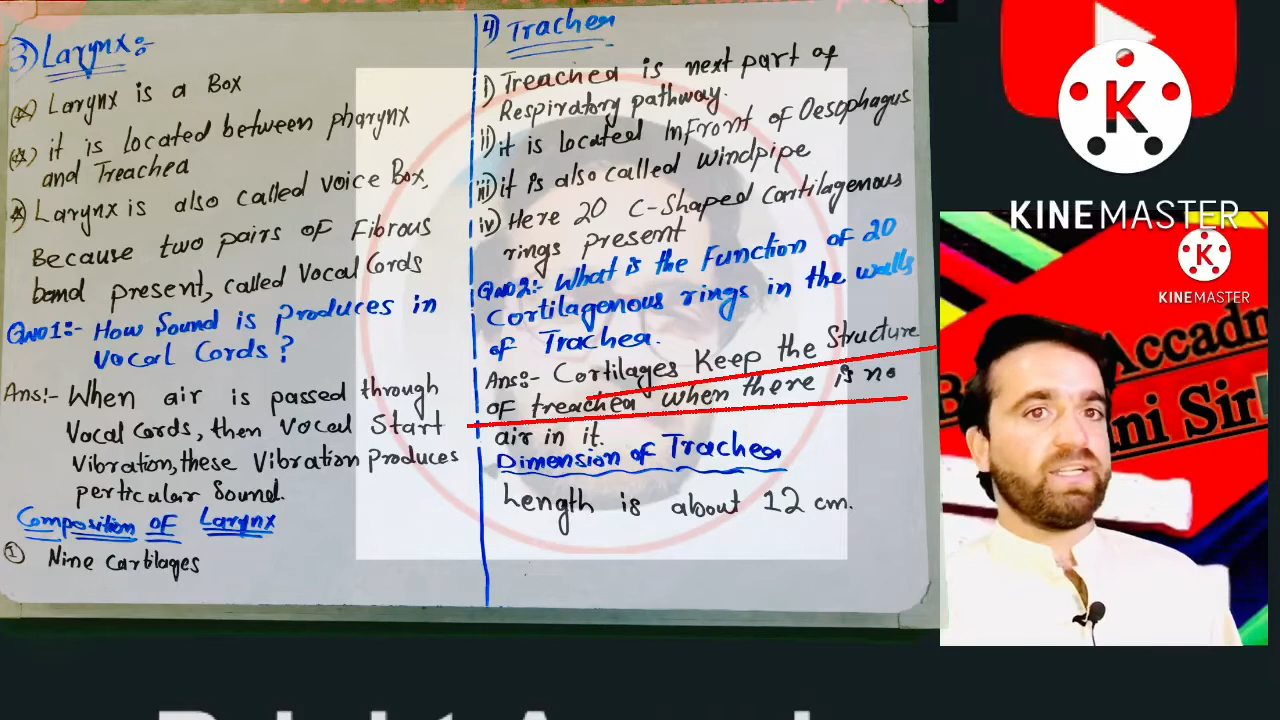 3) Larynx:-
(*) Larynx is a Box
(*) it is located between pharynx
and Treachea
*) Larynx is also called voice Box,
Because two pairs of Fibrous
band present, called Vocal Cords
Qno1:- How Sound is produces in
Vocal Cords?
Ans:- When air is passed through
Vocal Cords, then Vocal Start
Vibration, these Vibration Produces
perticular Sound.
Composition of Larynx
① Nine Cartilages
4) Trachea
i) Treachea is next part of
Respiratory pathway.
ii) it is located Infront of Oesophagus
iii) it is also called windpipe
iv) Here 20 C-Shaped Cartilagenous
rings present
Qno2:- What is the Function of 20
Cortilagenous rings in the walls
of Trachea.
Ans:- Cortilages Keep the Structure
of treachea when there is no
air in it.
Dimension of Trachea
Length is about 12 cm.
K
KINEMASTER
K
KINEMASTER
Accadm
ni Sir